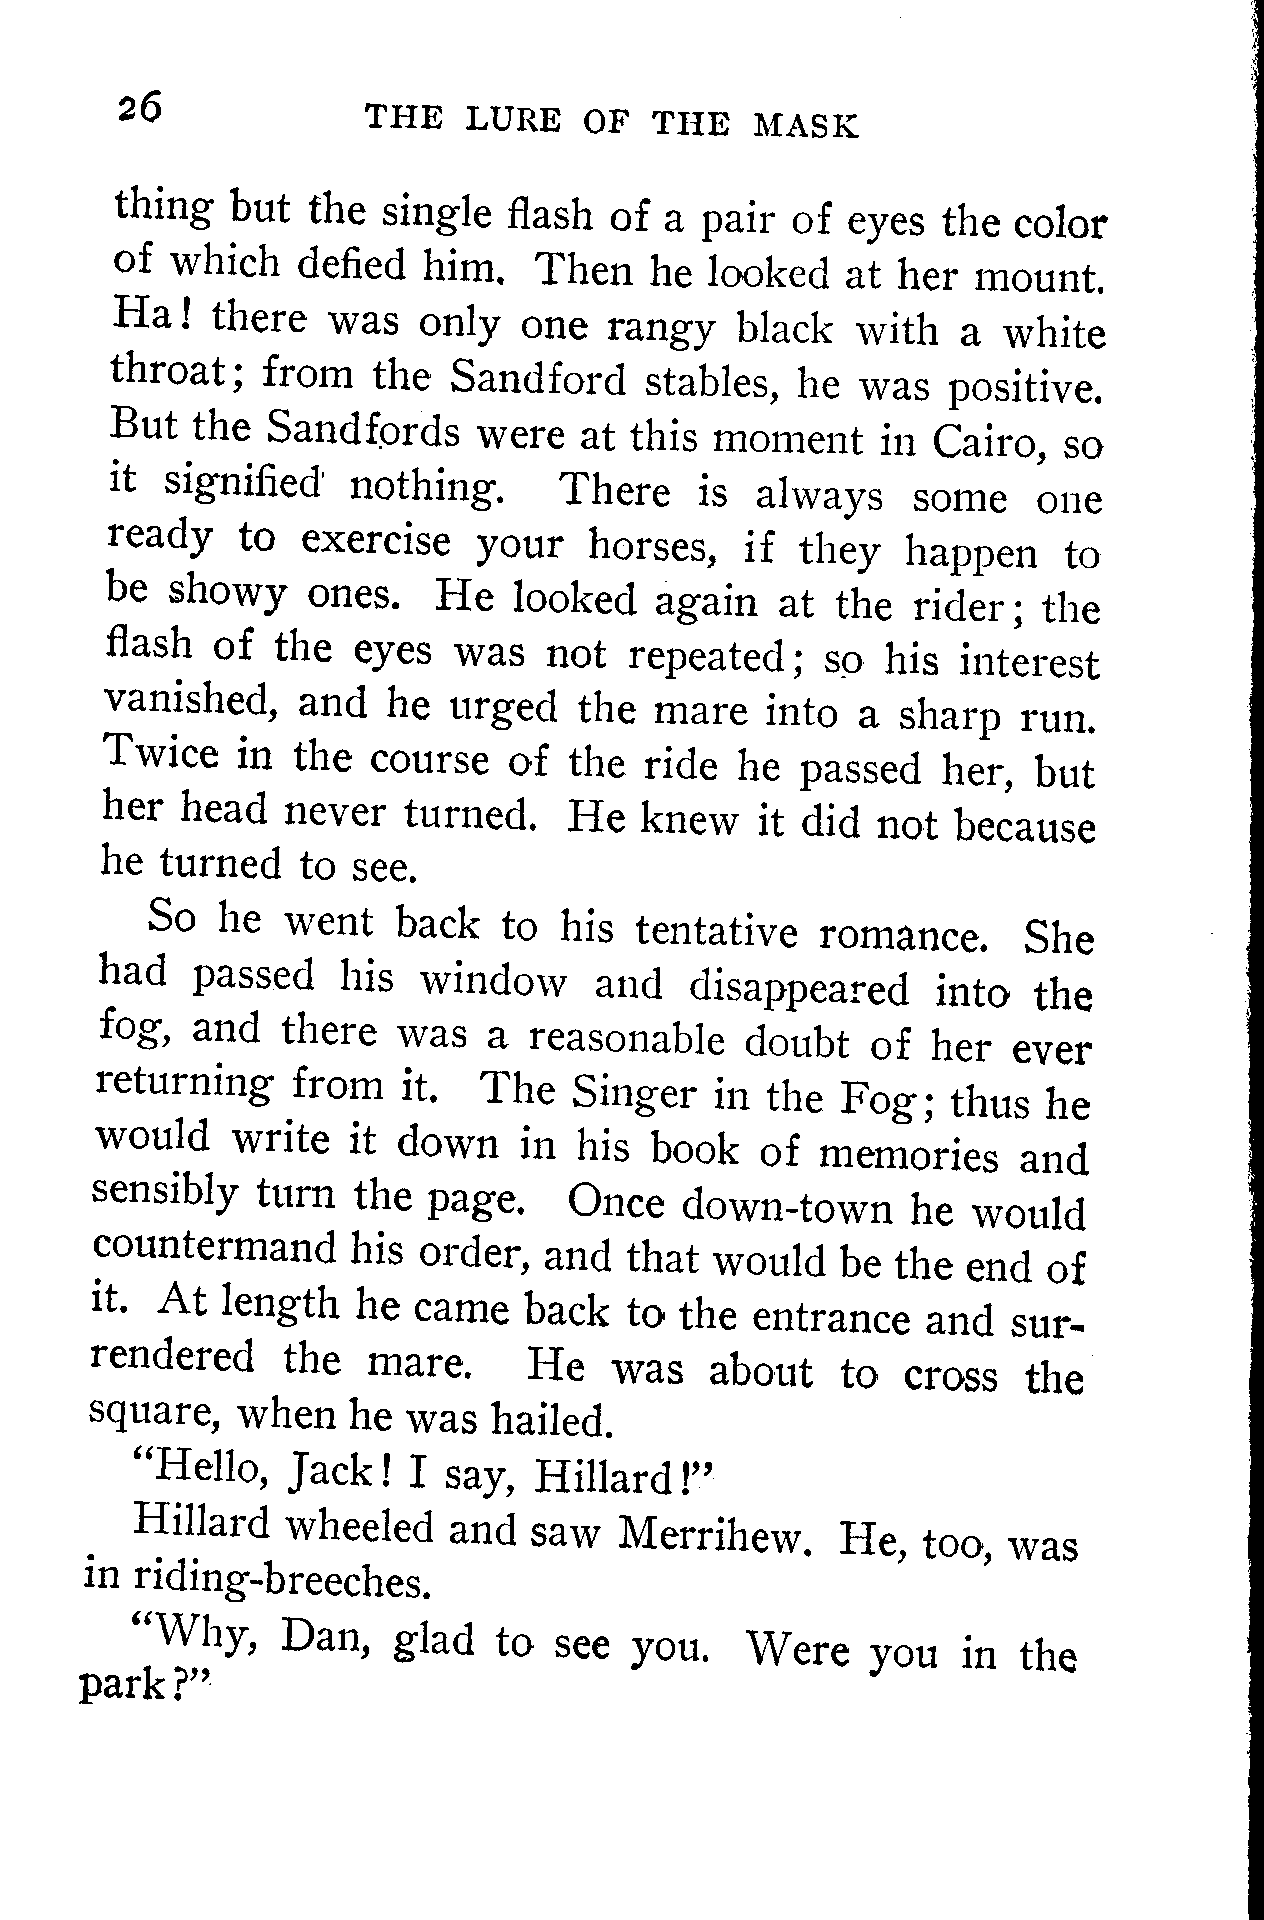 26 THE LURE OF THE MASK
thing but the single flash of a pair of eyes the color
of which defied him. Then he looked at her mount.
Ha! there was only one rangy black with a white
throat; from the Sandford stables, he was positive.
But the Sandfords were at this moment in Cairo, so
it signified nothing. There is always some one
ready to exercise your horses, if they happen to
be showy ones. He looked again at the rider; the
flash of the eyes was not repeated; so his interest
vanished, and he urged the mare into a sharp run.
Twice in the course of the ride he passed her, but
her head never turned. He knew it did not because
he turned to see.
So he went back to his tentative romance. She
had passed his window and disappeared into the
fog, and there was a reasonable doubt of her ever
returning from it. The Singer in the Fog; thus he
would write it down in his book of memories and
sensibly turn the page. Once down-town he would
countermand his order, and that would be the end of
it. At length he came back to the entrance and sur-
rendered the mare. He was about to cross the
square, when he was hailed.
"Hello, Jack! I say, Hillard!"
Hillard wheeled and saw Merrihew. He, too, was
in riding-breeches.
"Why, Dan, glad to see you. Were you in the
park?"